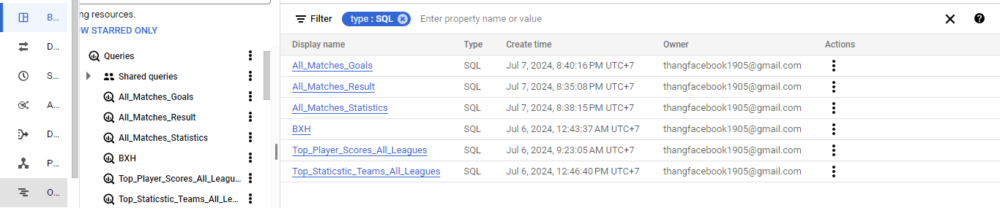 B...
D...
S...
A...
D...
P...
O...
ng resources.
OW STARRED ONLY
Queries
Shared queries
All_Matches_Goals
All_Matches_Result
All_Matches_Statistics
BXH
Top_Player_Scores_All_Leagu...
Top_Staticstic_Teams_All_Le...
Filter type : SQL Enter property name or value
Display name Type Create time Owner Actions
All_Matches_Goals SQL Jul 7, 2024, 8:40:16 PM UTC+7 thangfacebook1905@gmail.com
All_Matches_Result SQL Jul 7, 2024, 8:35:08 PM UTC+7 thangfacebook1905@gmail.com
All_Matches_Statistics SQL Jul 7, 2024, 8:38:15 PM UTC+7 thangfacebook1905@gmail.com
BXH SQL Jul 6, 2024, 12:43:37 AM UTC+7 thangfacebook1905@gmail.com
Top_Player_Scores_All_Leagues SQL Jul 6, 2024, 9:23:05 AM UTC+7 thangfacebook1905@gmail.com
Top_Staticstic_Teams_All_Leagues SQL Jul 6, 2024, 12:46:40 PM UTC+7 thangfacebook1905@gmail.com